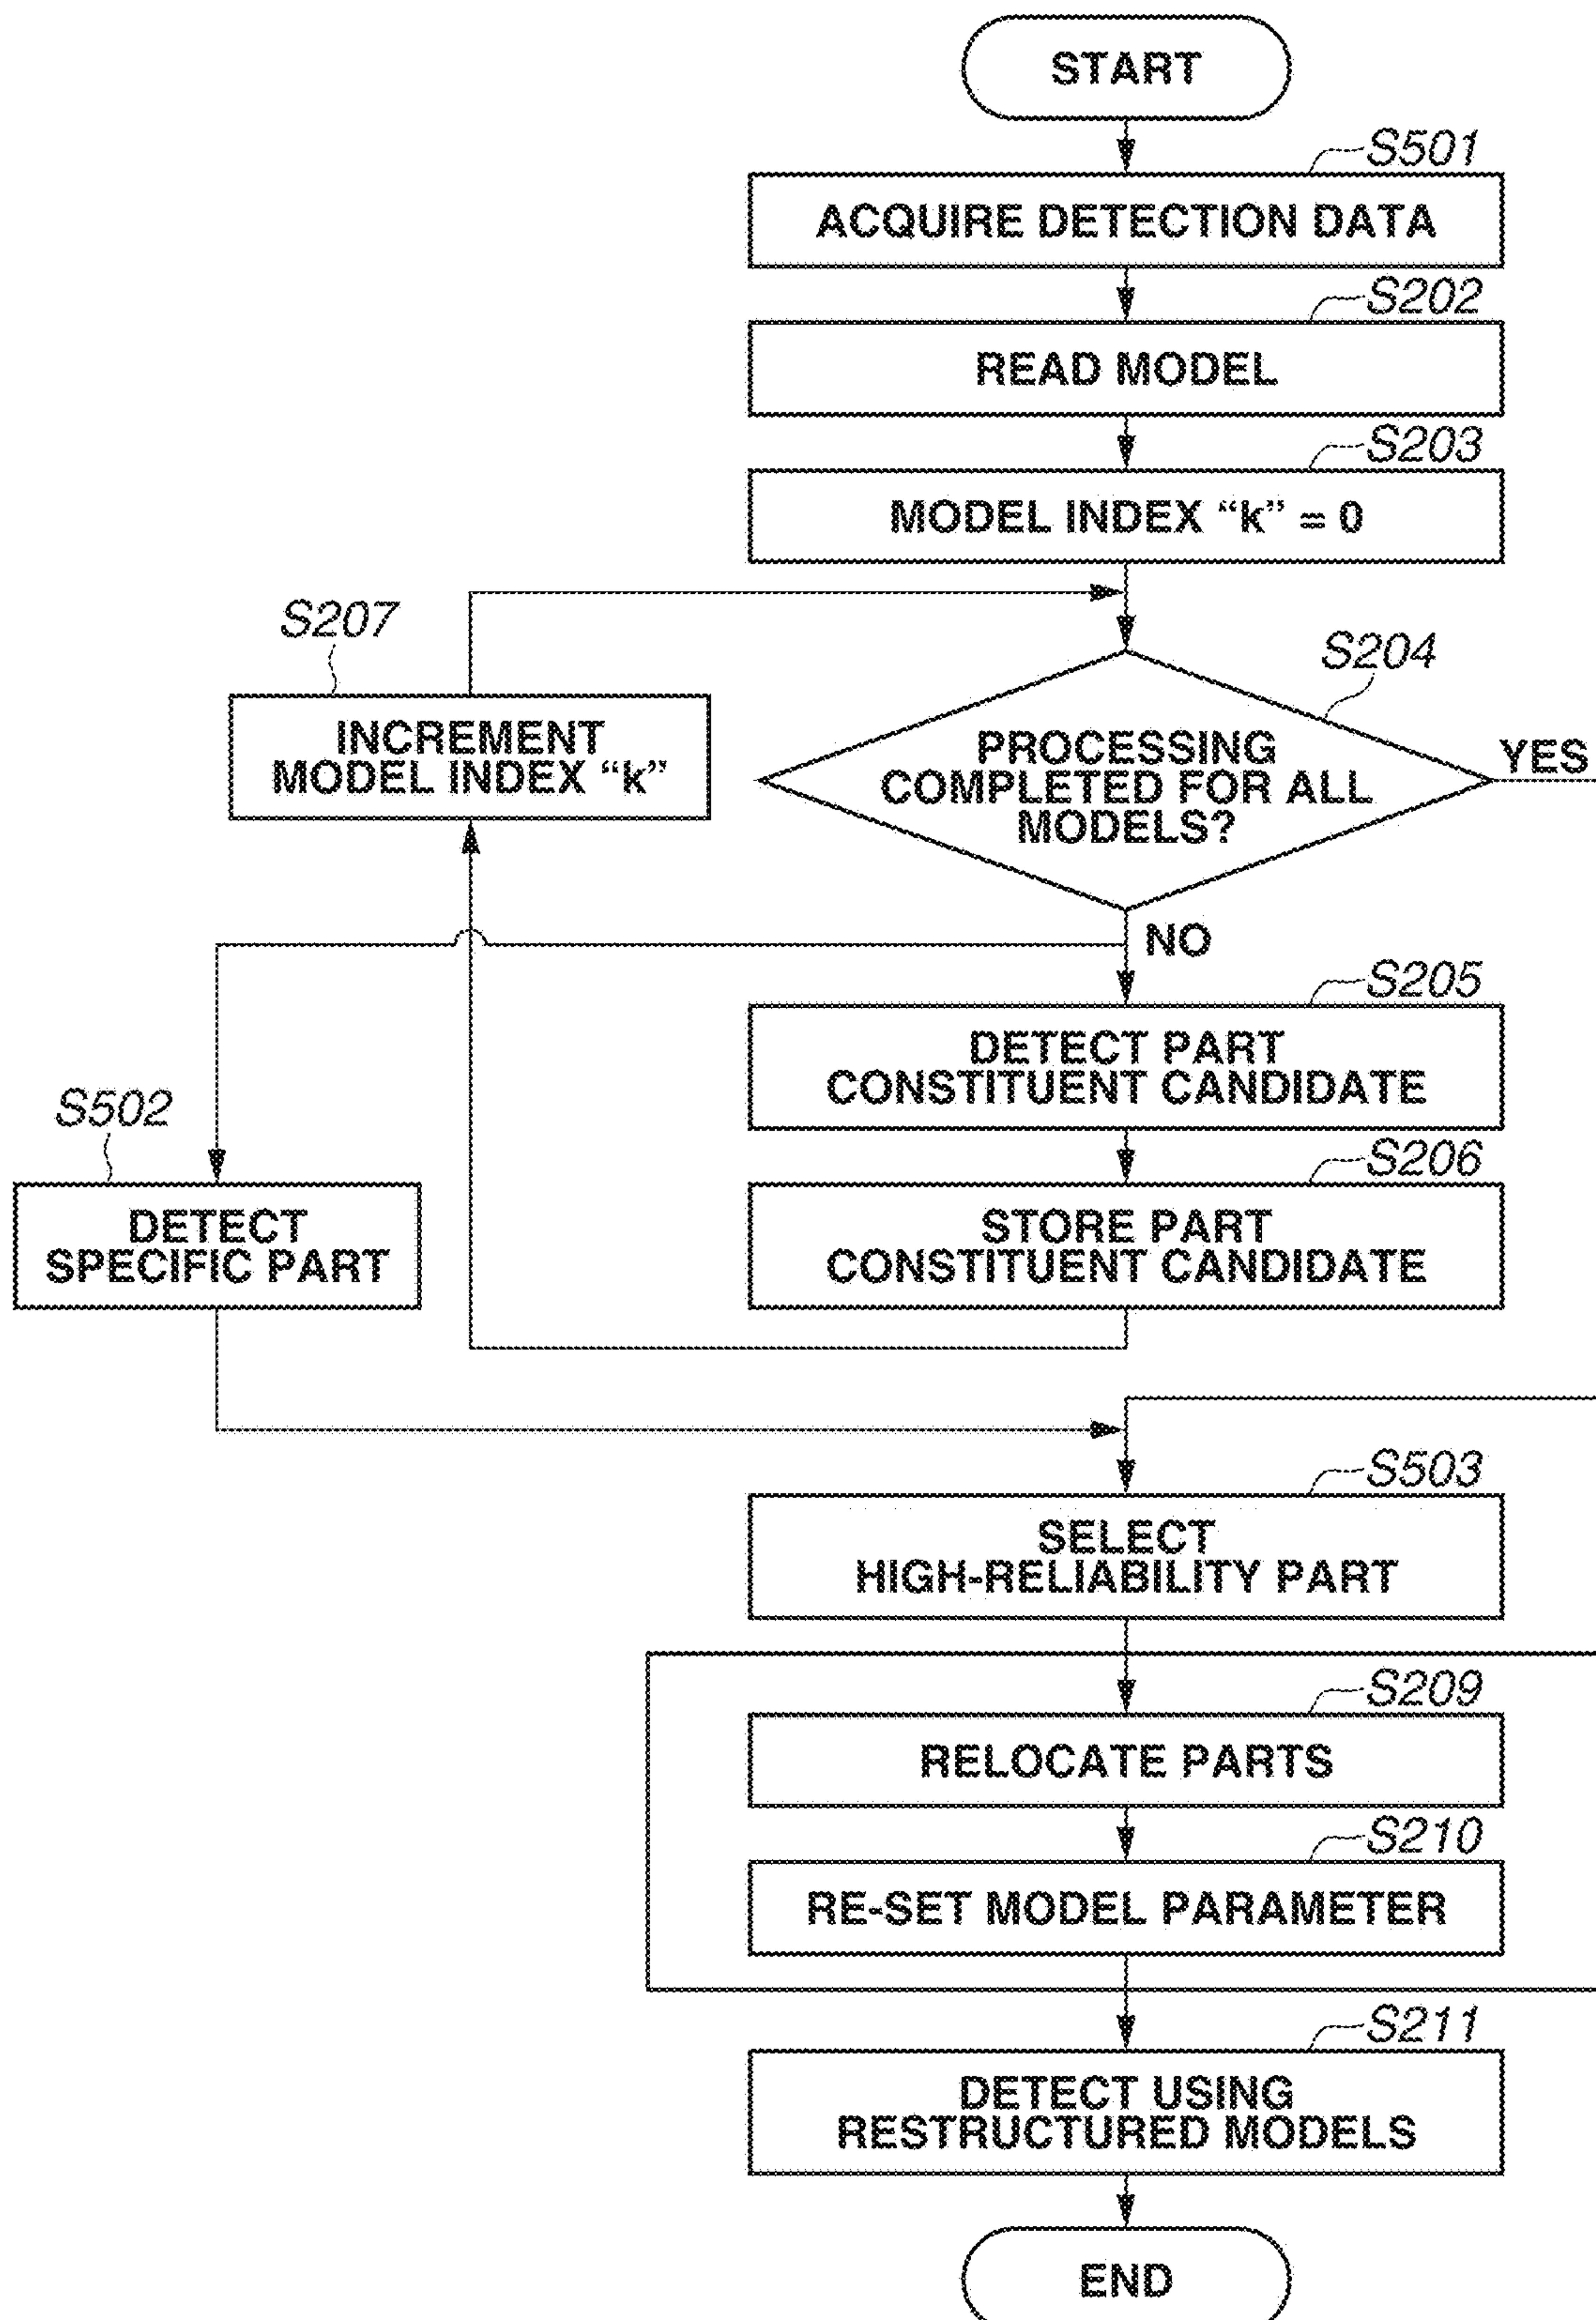 START
S501
ACQUIRE DETECTION DATA
S202
READ MODEL
S203
MODEL INDEX “k” = 0
S207
INCREMENT
MODEL INDEX “k”
S204
PROCESSING
COMPLETED FOR ALL
MODELS?
YES
NO
S205
DETECT PART
CONSTITUENT CANDIDATE
S502
DETECT
SPECIFIC PART
S206
STORE PART
CONSTITUENT CANDIDATE
S503
SELECT
HIGH-RELIABILITY PART
S209
RELOCATE PARTS
S210
RE-SET MODEL PARAMETER
S211
DETECT USING
RESTRUCTURED MODELS
END